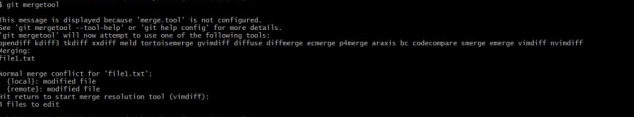 $ git mergetool
This message is displayed because 'merge.tool' is not configured.
See 'git mergetool --tool-help' or 'git help config' for more details.
'git mergetool' will now attempt to use one of the following tools:
opendiff kdiff3 tkdiff xxdiff meld tortoisemerge gvimdiff diffuse diffmerge ecmerge p4merge araxis bc codecompare smerge emerge vimdiff nvimdiff
Merging:
file1.txt
Normal merge conflict for 'file1.txt':
{local}: modified file
{remote}: modified file
Hit return to start merge resolution tool (vimdiff):
4 files to edit